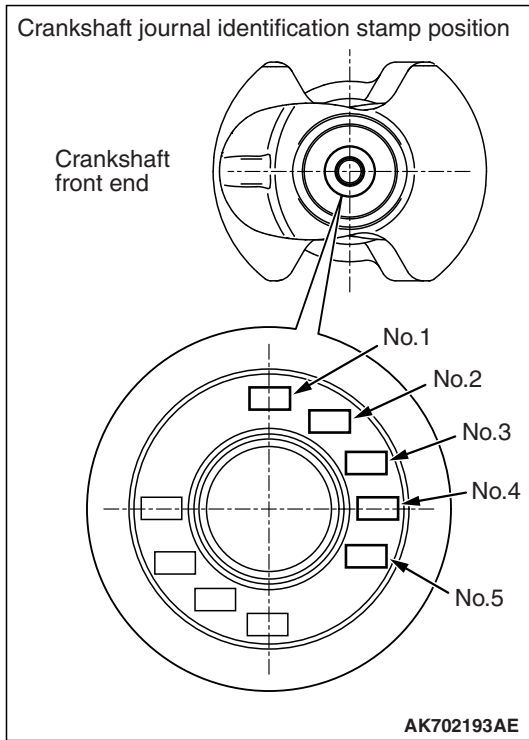 Crankshaft journal identification stamp position
Crankshaft
front end
No.1
No.2
No.3
No.4
No.5
AK702193AE